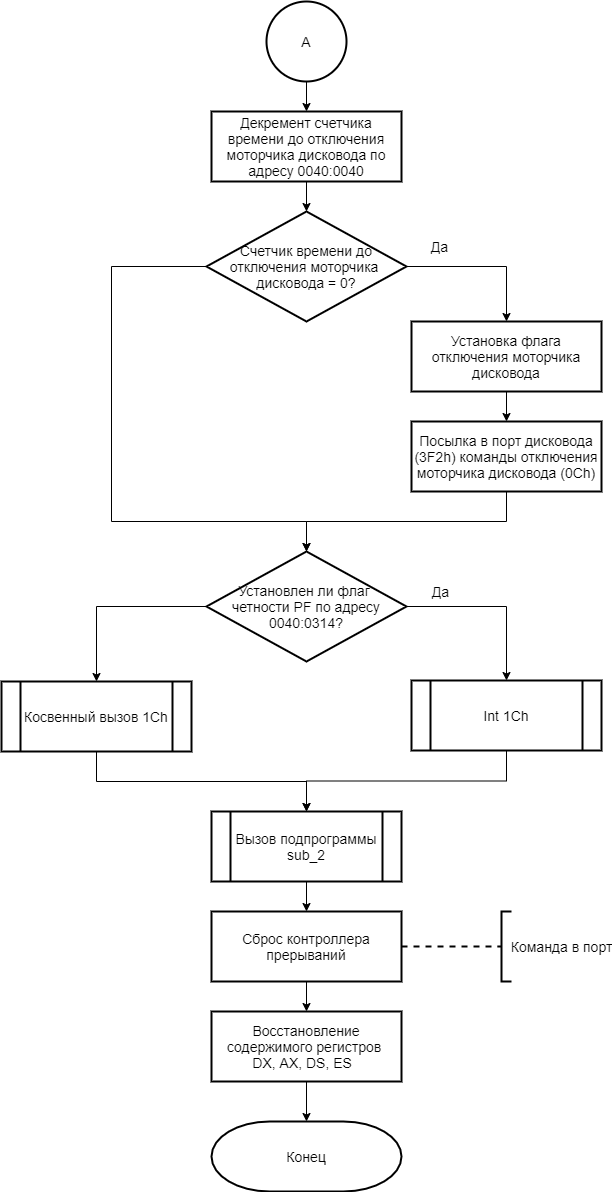 А
Декремент счетчика
времени до отключения
моторчика дисковода по
адресу 0040:0040
Счетчик времени до
отключения моторчика
дисковода = 0?
Да
Установка флага
отключения моторчика
дисковода
Посылка в порт дисковода
(3F2h) команды отключения
моторчика дисковода (0Ch)
Установлен ли флаг
четности PF по адресу
0040:0314?
Да
Косвенный вызов 1Ch
Int 1Ch
Вызов подпрограммы
sub_2
Сброс контроллера
прерываний
Команда в порт
Восстановление
содержимого регистров
DX, AX, DS, ES
Конец